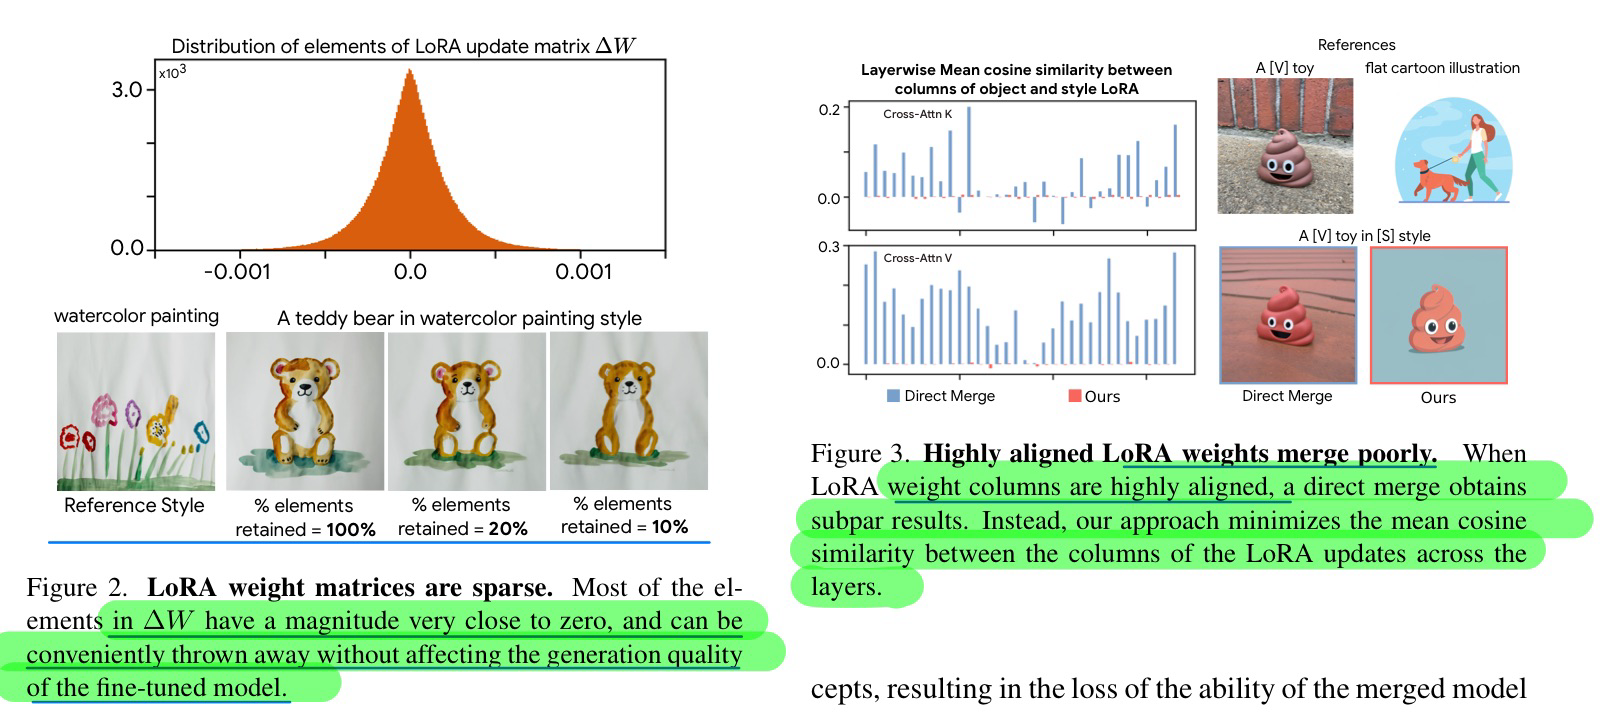 Distribution of elements of LoRA update matrix ΔW
x10³
3.0
0.0
-0.001 0.0 0.001
watercolor painting
A teddy bear in watercolor painting style
Reference Style
% elements
retained = 100%
% elements
retained = 20%
% elements
retained = 10%
Figure 2. LoRA weight matrices are sparse. Most of the el-
ements in ΔW have a magnitude very close to zero, and can be
conveniently thrown away without affecting the generation quality
of the fine-tuned model.
Layerwise Mean cosine similarity between
columns of object and style LoRA
0.2
Cross-Attn K
0.0
0.3
Cross-Attn V
0.0
Direct Merge
Ours
References
A [V] toy
flat cartoon illustration
A [V] toy in [S] style
Direct Merge
Ours
Figure 3. Highly aligned LoRA weights merge poorly. When
LoRA weight columns are highly aligned, a direct merge obtains
subpar results. Instead, our approach minimizes the mean cosine
similarity between the columns of the LoRA updates across the
layers.
cepts, resulting in the loss of the ability of the merged model